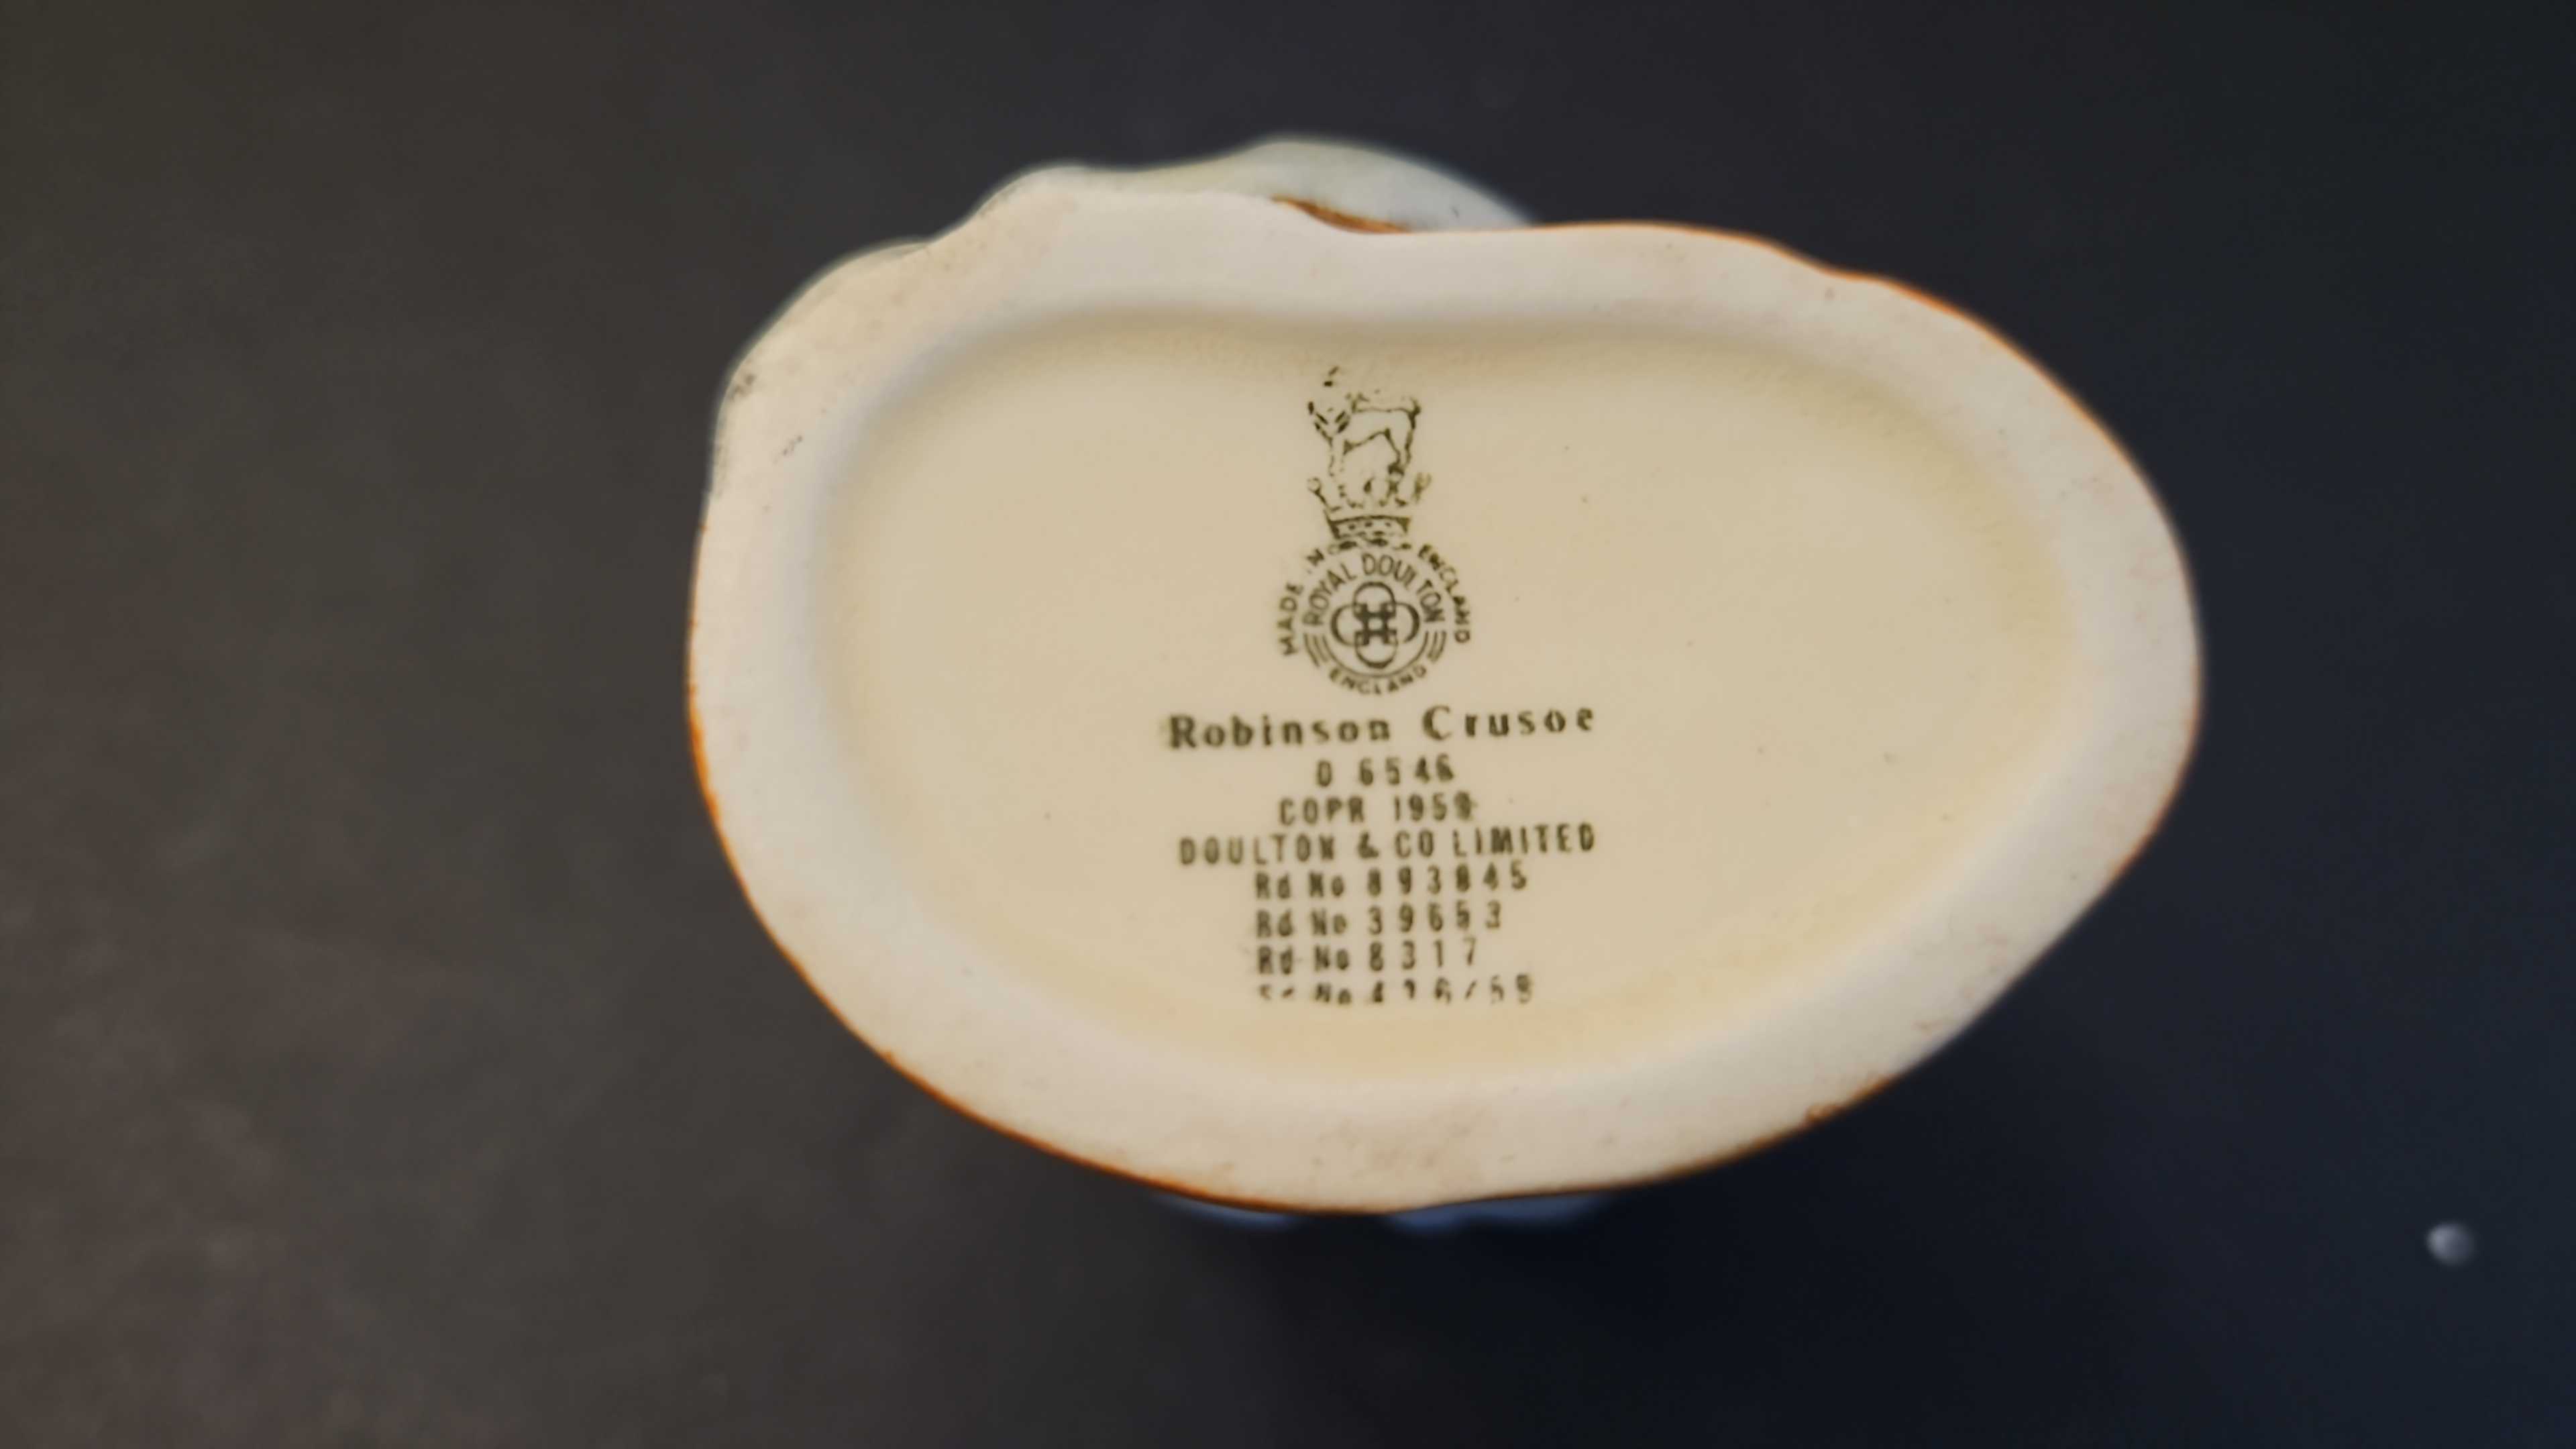 MADE IN ENGLAND
ROYAL DOULTON
ENGLAND
Robinson Crusoe
D 6546
COPR 1959
DOULTON & CO LIMITED
Rd No 893845
Rd No 39653
Rd No 8317
No